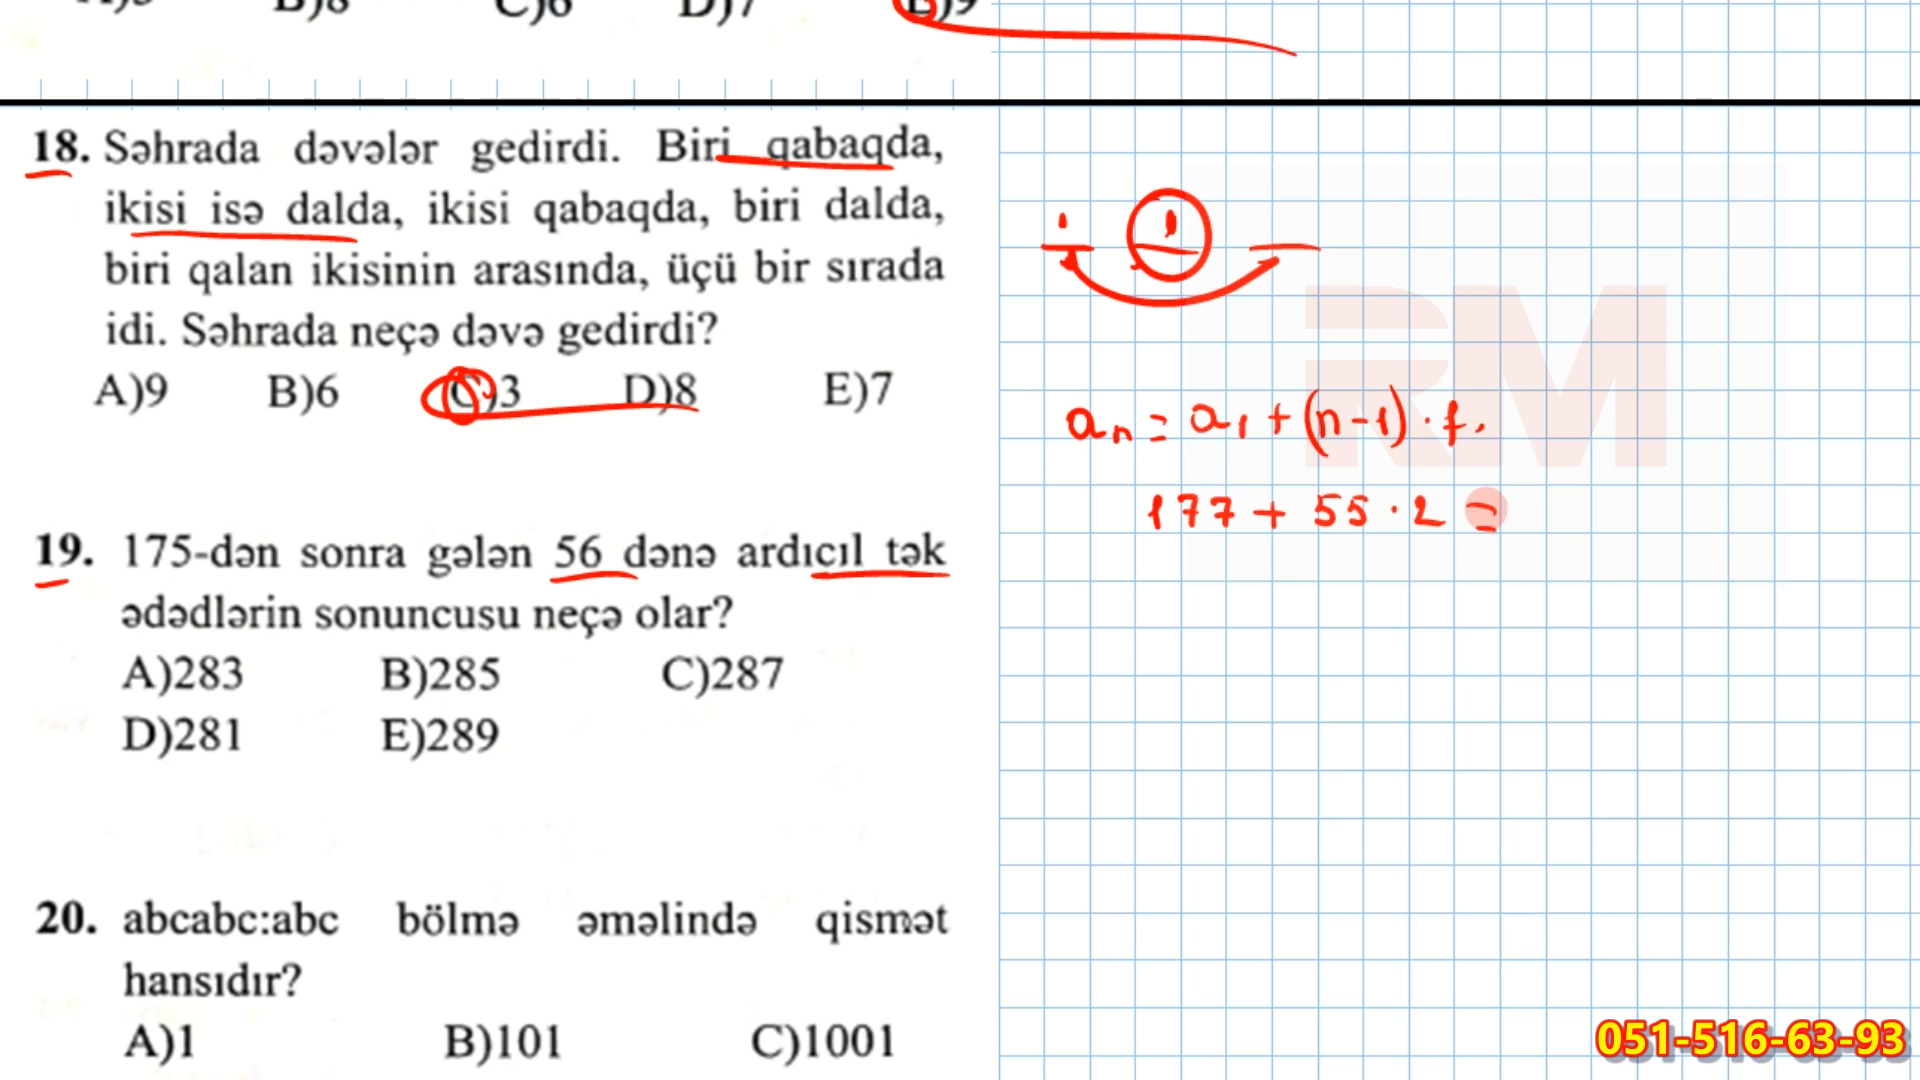 18. Səhrada dəvələr gedirdi. Biri qabaqda,
ikisi isə dalda, ikisi qabaqda, biri dalda,
biri qalan ikisinin arasında, üçü bir sırada
idi. Səhrada neçə dəvə gedirdi?
A)9 B)6 C)3 D)8 E)7
19. 175-dən sonra gələn 56 dənə ardıcıl tək
ədədlərin sonuncusu neçə olar?
A)283 B)285 C)287
D)281 E)289
20. abcabc:abc bölmə əməlində qismət
hansıdır?
A)1 B)101 C)1001
RM
aₙ = a₁ + (n-1) · f.
177 + 55 · 2 =
051-516-63-93